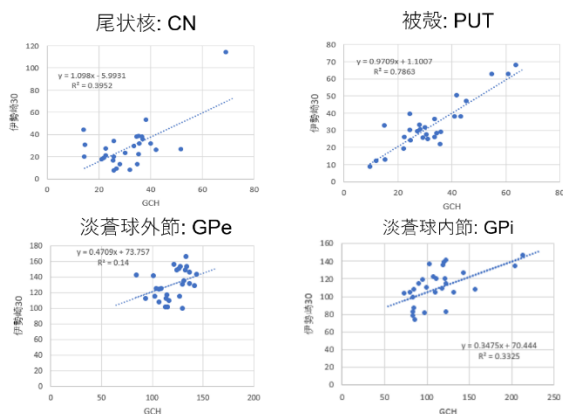 尾状核: CN
120
100
80
60
40
20
0
y = 1.098x - 5.9931
R² = 0.3952
伊勢崎30
0 20 40 60 80
GCH
被殻: PUT
80
70
60
50
40
30
20
10
0
y = 0.9709x + 1.1007
R² = 0.7863
伊勢崎30
0 20 40 60 80
GCH
淡蒼球外節: GPe
180
160
140
120
100
80
60
40
20
0
y = 0.4709x + 73.757
R² = 0.14
伊勢崎30
0 50 100 150 200
GCH
淡蒼球内節: GPi
160
140
120
100
80
60
40
20
0
y = 0.3475x + 70.444
R² = 0.3325
伊勢崎30
0 50 100 150 200 250
GCH